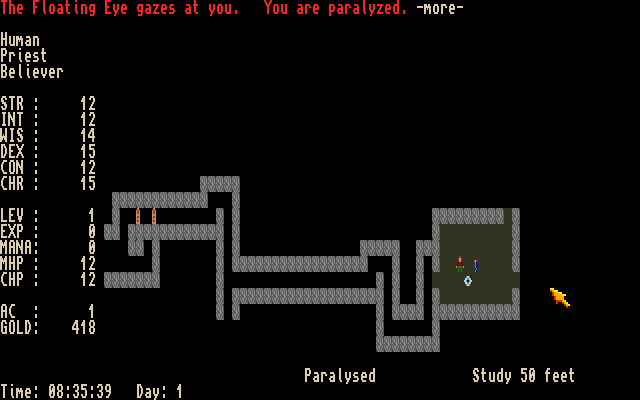 The Floating Eye gazes at you. You are paralyzed. -more-
Human
Priest
Believer
STR : 12
INT : 12
WIS : 14
DEX : 15
CON : 12
CHR : 15
LEV : 1
EXP : 0
MANA: 0
MHP : 12
CHP : 12
AC : 1
GOLD: 418
Paralysed Study 50 feet
Time: 08:35:39 Day: 1